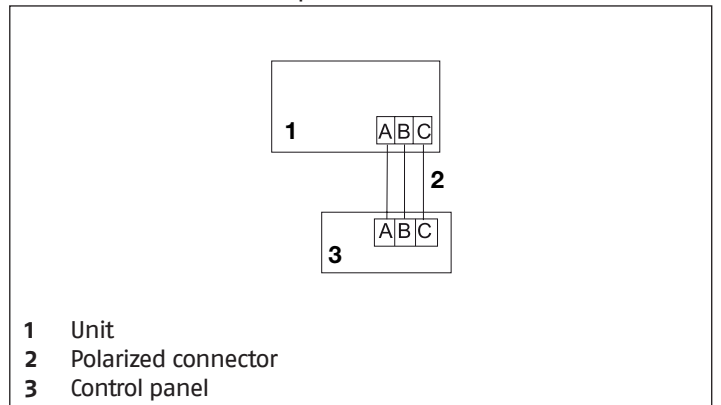 1
A B C
2
A B C
3
1 Unit
2 Polarized connector
3 Control panel